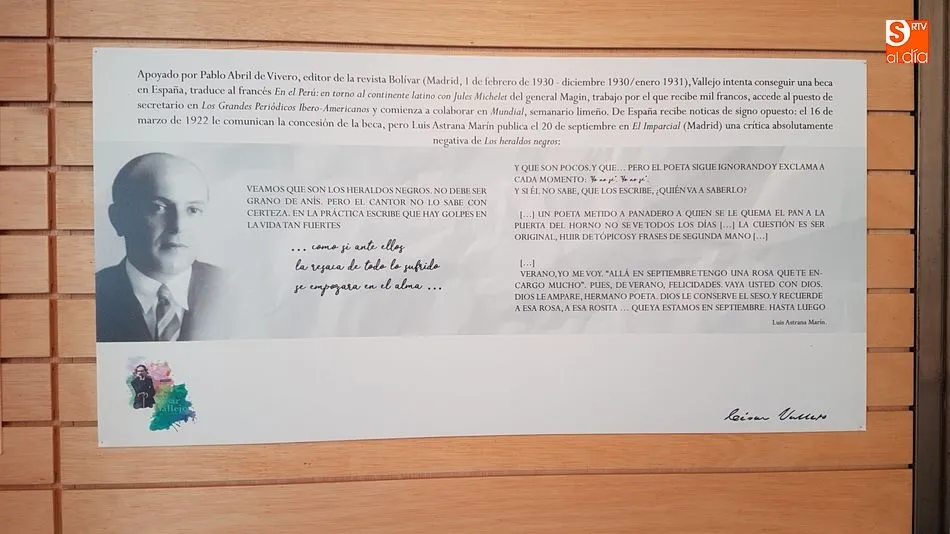 S RTV
al día
Apoyado por Pablo Abril de Vivero, editor de la revista Bolívar (Madrid, 1 de febrero de 1930 - diciembre 1930/enero 1931), Vallejo intenta conseguir una beca
en España, traduce al francés En el Perú: en torno al continente latino con Jules Michelet del general Magin, trabajo por el que recibe mil francos, accede al puesto de
secretario en Los Grandes Periódicos Ibero-Americanos y comienza a colaborar en Mundial, semanario limeño. De España recibe noticas de signo opuesto: el 16 de
marzo de 1922 le comunican la concesión de la beca, pero Luis Astrana Marín publica el 20 de septiembre en El Imparcial (Madrid) una crítica absolutamente
negativa de Los heraldos negros:
VEAMOS QUE SON LOS HERALDOS NEGROS. NO DEBE SER
GRANO DE ANÍS. PERO EL CANTOR NO LO SABE CON
CERTEZA. EN LA PRÁCTICA ESCRIBE QUE HAY GOLPES EN
LA VIDA TAN FUERTES
... como si ante ellos
la resaca de todo lo sufrido
se empozara en el alma ...
Y QUE SON POCOS. Y QUE... PERO EL POETA SIGUE IGNORANDO Y EXCLAMA A
CADA MOMENTO: Yo no sé. Yo no sé.
Y SI ÉL NO SABE, QUE LOS ESCRIBE, ¿QUIÉN VA A SABERLO?
[...] UN POETA METIDO A PANADERO A QUIEN SE LE QUEMA EL PAN A LA
PUERTA DEL HORNO NO SE VE TODOS LOS DÍAS [...] LA CUESTIÓN ES SER
ORIGINAL, HUIR DE TÓPICOS Y FRASES DE SEGUNDA MANO [...]
[...]
VERANO, YO ME VOY. "ALLÁ EN SEPTIEMBRE TENGO UNA ROSA QUE TE EN-
CARGO MUCHO". PUES, DE VERANO, FELICIDADES. VAYA USTED CON DIOS.
DIOS LE AMPARE, HERMANO POETA. DIOS LE CONSERVE EL SESO. Y RECUERDE
A ESA ROSA, A ESA ROSITA ... QUE YA ESTAMOS EN SEPTIEMBRE. HASTA LUEGO
Luis Astrana Marín.
César
Vallejo
César Vallejo